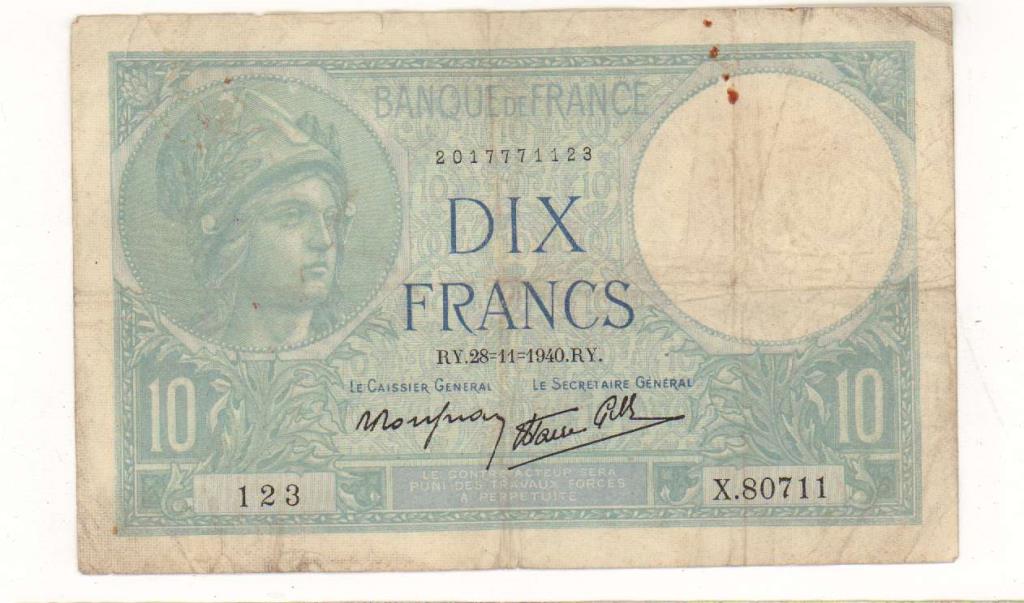 BANQUE DE FRANCE
2017771123
DIX
FRANCS
RY.28=11=1940.RY.
LE CAISSIER GENERAL LE SECRETAIRE GÉNÉRAL
10 10
LE CONTREFACTEUR SERA
PUNI DES TRAVAUX FORCES
A PERPETUITE
123 X.80711